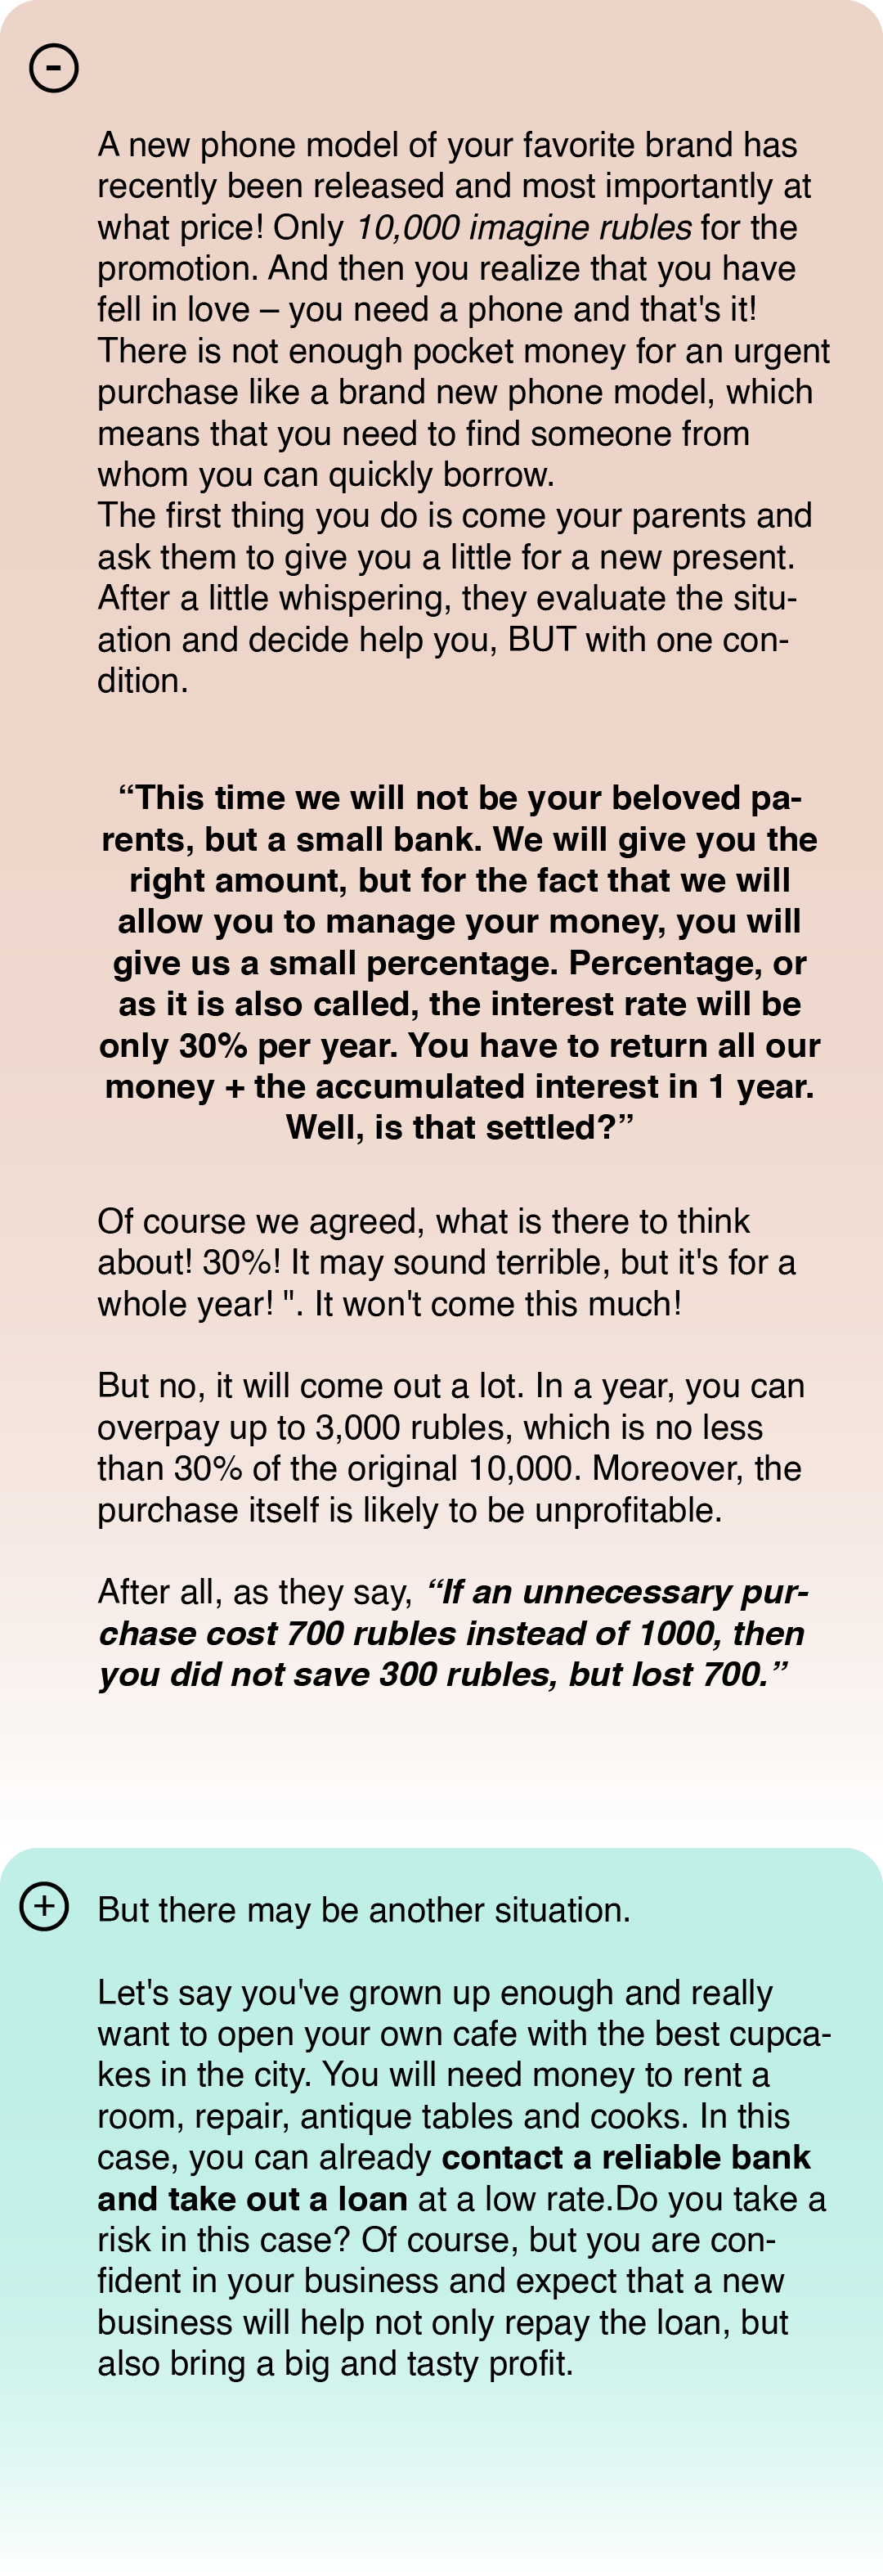 -
A new phone model of your favorite brand has
recently been released and most importantly at
what price! Only 10,000 imagine rubles for the
promotion. And then you realize that you have
fell in love – you need a phone and that's it!
There is not enough pocket money for an urgent
purchase like a brand new phone model, which
means that you need to find someone from
whom you can quickly borrow.
The first thing you do is come your parents and
ask them to give you a little for a new present.
After a little whispering, they evaluate the situ-
ation and decide help you, BUT with one con-
dition.
“This time we will not be your beloved pa-
rents, but a small bank. We will give you the
right amount, but for the fact that we will
allow you to manage your money, you will
give us a small percentage. Percentage, or
as it is also called, the interest rate will be
only 30% per year. You have to return all our
money + the accumulated interest in 1 year.
Well, is that settled?”
Of course we agreed, what is there to think
about! 30%! It may sound terrible, but it's for a
whole year! ". It won't come this much!
But no, it will come out a lot. In a year, you can
overpay up to 3,000 rubles, which is no less
than 30% of the original 10,000. Moreover, the
purchase itself is likely to be unprofitable.
After all, as they say, “If an unnecessary pur-
chase cost 700 rubles instead of 1000, then
you did not save 300 rubles, but lost 700.”
+ But there may be another situation.
Let's say you've grown up enough and really
want to open your own cafe with the best cupca-
kes in the city. You will need money to rent a
room, repair, antique tables and cooks. In this
case, you can already contact a reliable bank
and take out a loan at a low rate.Do you take a
risk in this case? Of course, but you are con-
fident in your business and expect that a new
business will help not only repay the loan, but
also bring a big and tasty profit.